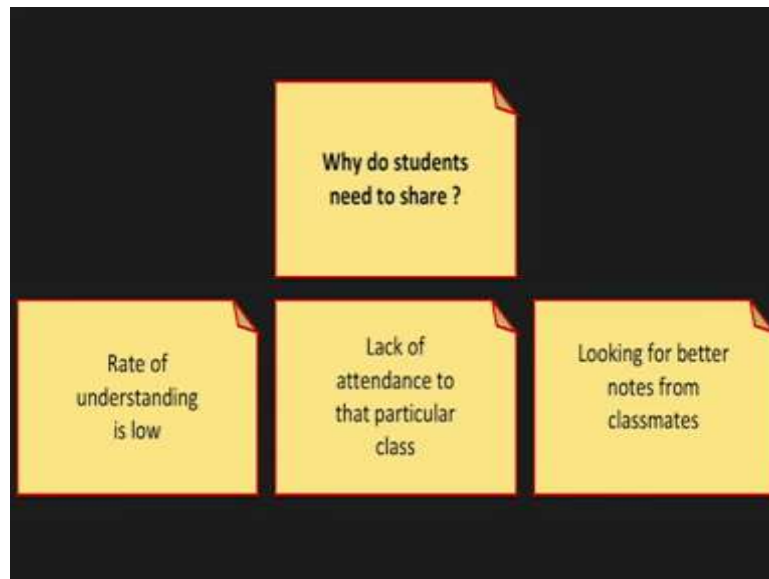 Why do students
need to share ?
Rate of
understanding
is low
Lack of
attendance to
that particular
class
Looking for better
notes from
classmates